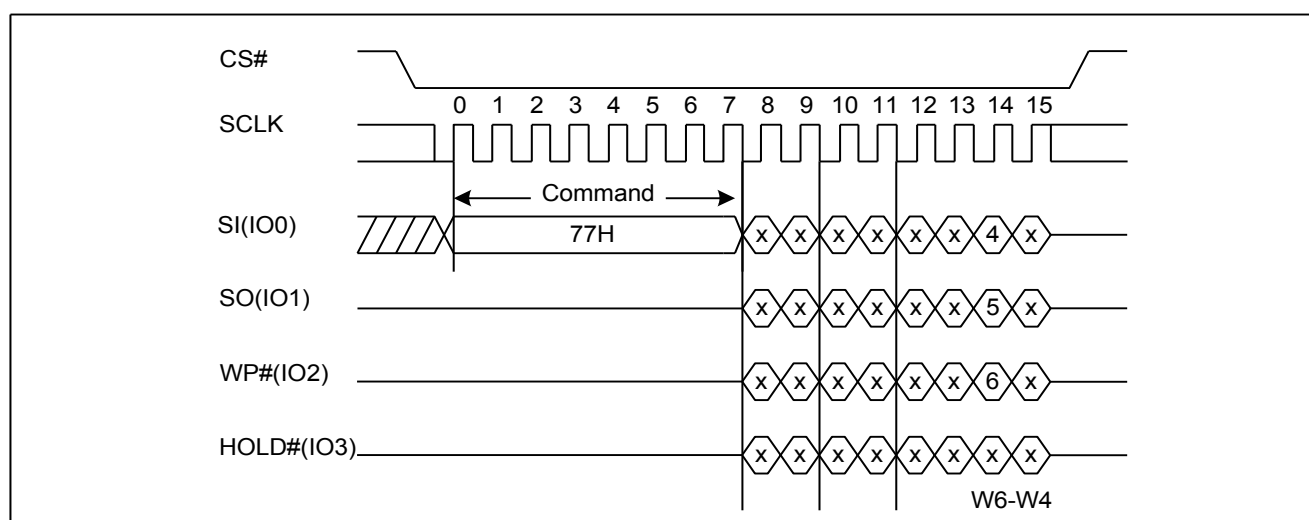 CS#
0 1 2 3 4 5 6 7 8 9 10 11 12 13 14 15
SCLK
Command
SI(IO0) 77H x x x x x x 4 x
SO(IO1) x x x x x x 5 x
WP#(IO2) x x x x x x 6 x
HOLD#(IO3) x x x x x x x x
W6-W4